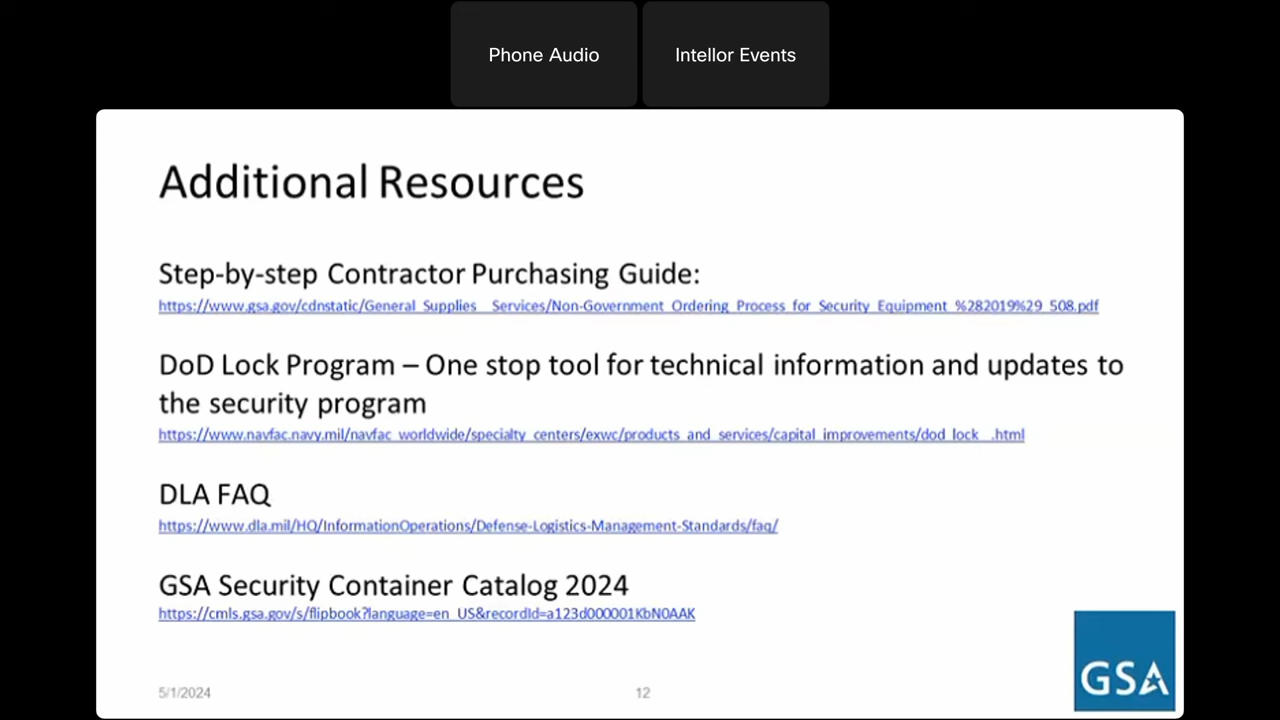 Phone Audio
Intellor Events
Additional Resources
Step-by-step Contractor Purchasing Guide:
https://www.gsa.gov/cdnstatic/General_Supplies__Services/Non-Government_Ordering_Process_for_Security_Equipment_%282019%29_508.pdf
DoD Lock Program – One stop tool for technical information and updates to
the security program
https://www.navfac.navy.mil/navfac_worldwide/specialty_centers/exwc/products_and_services/capital_improvements/dod_lock__.html
DLA FAQ
https://www.dla.mil/HQ/InformationOperations/Defense-Logistics-Management-Standards/faq/
GSA Security Container Catalog 2024
https://cmls.gsa.gov/s/flipbook?language=en_US&recordId=a123d000001KbN0AAK
5/1/2024
12
GSA